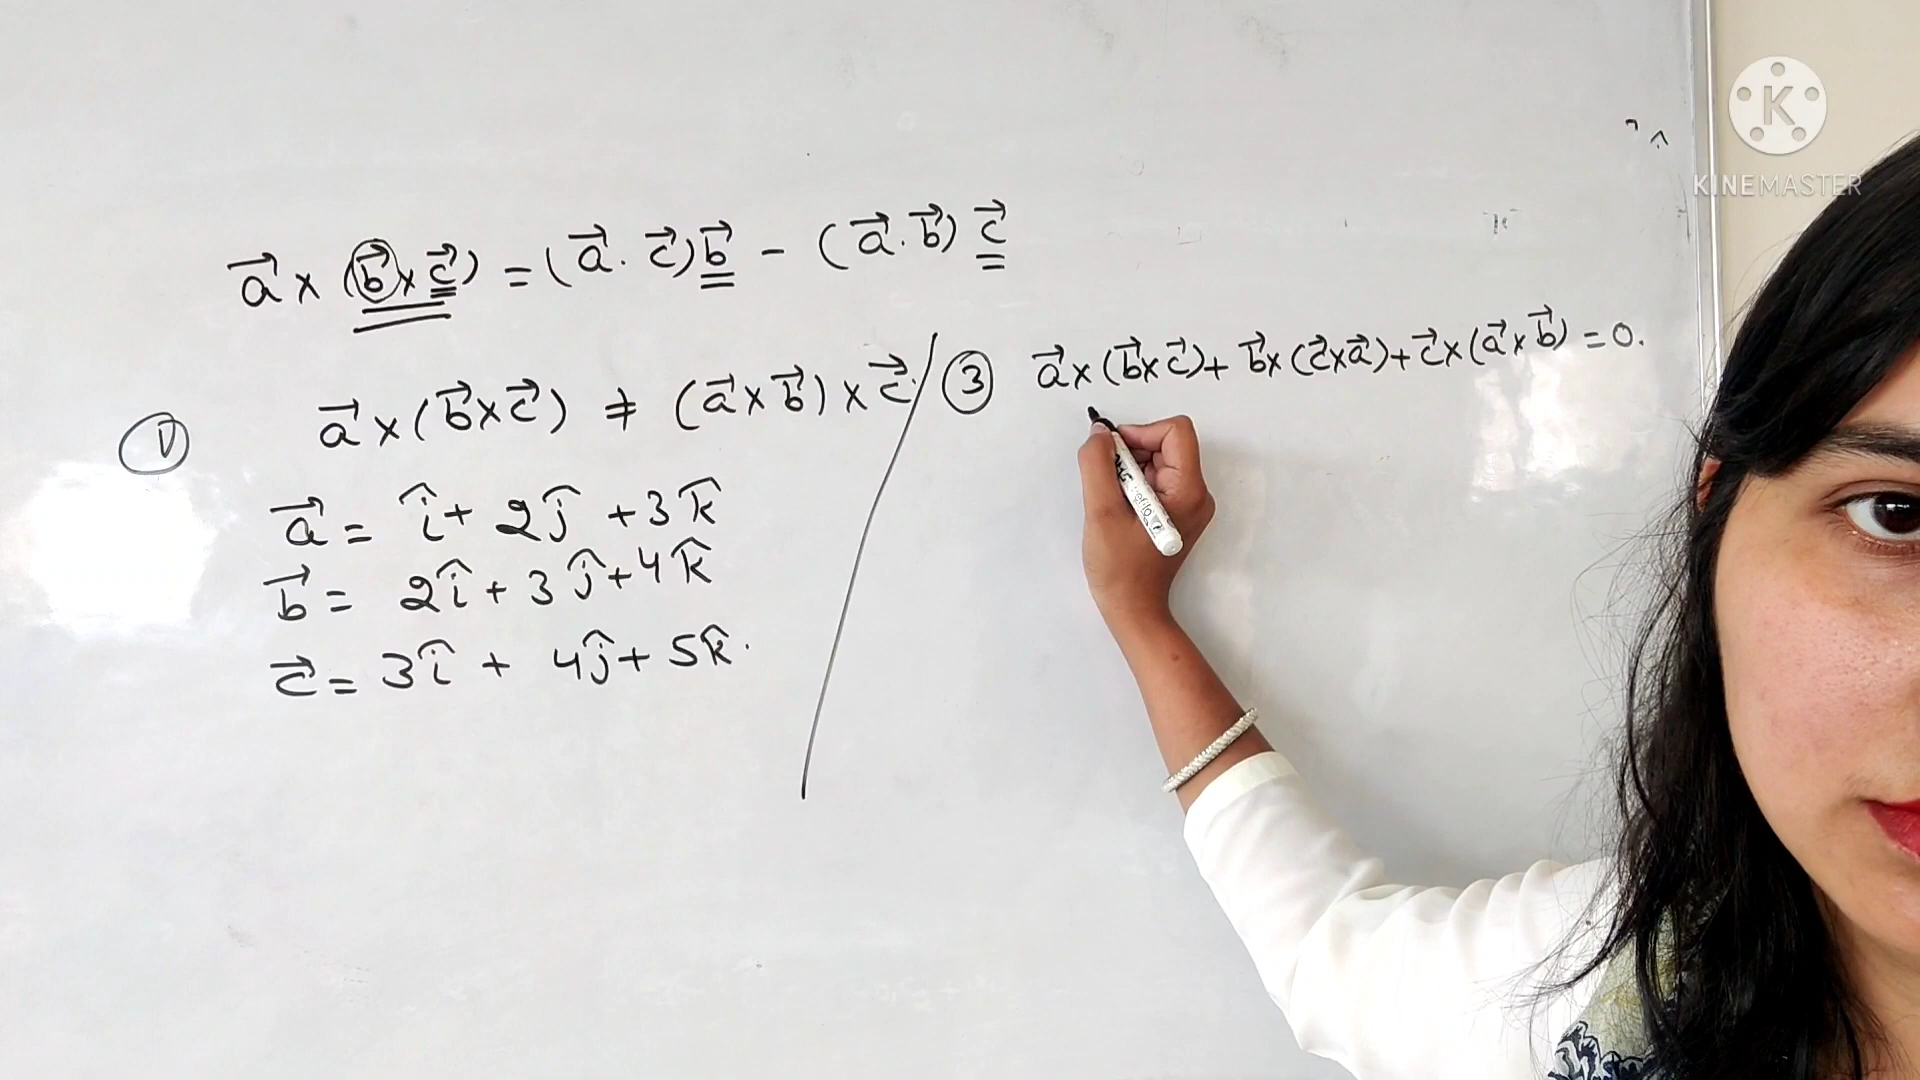 K
KINEMASTER
a⃗ × (b⃗ × c⃗) = (a⃗ . c⃗) b⃗ − (a⃗ . b⃗) c⃗
① a⃗ × (b⃗ × c⃗) ≠ (a⃗ × b⃗) × c⃗.
a⃗ = î + 2ĵ + 3k̂
b⃗ = 2î + 3ĵ + 4k̂
c⃗ = 3î + 4ĵ + 5k̂.
③ a⃗ × (b⃗ × c⃗) + b⃗ × (c⃗ × a⃗) + c⃗ × (a⃗ × b⃗) = 0.